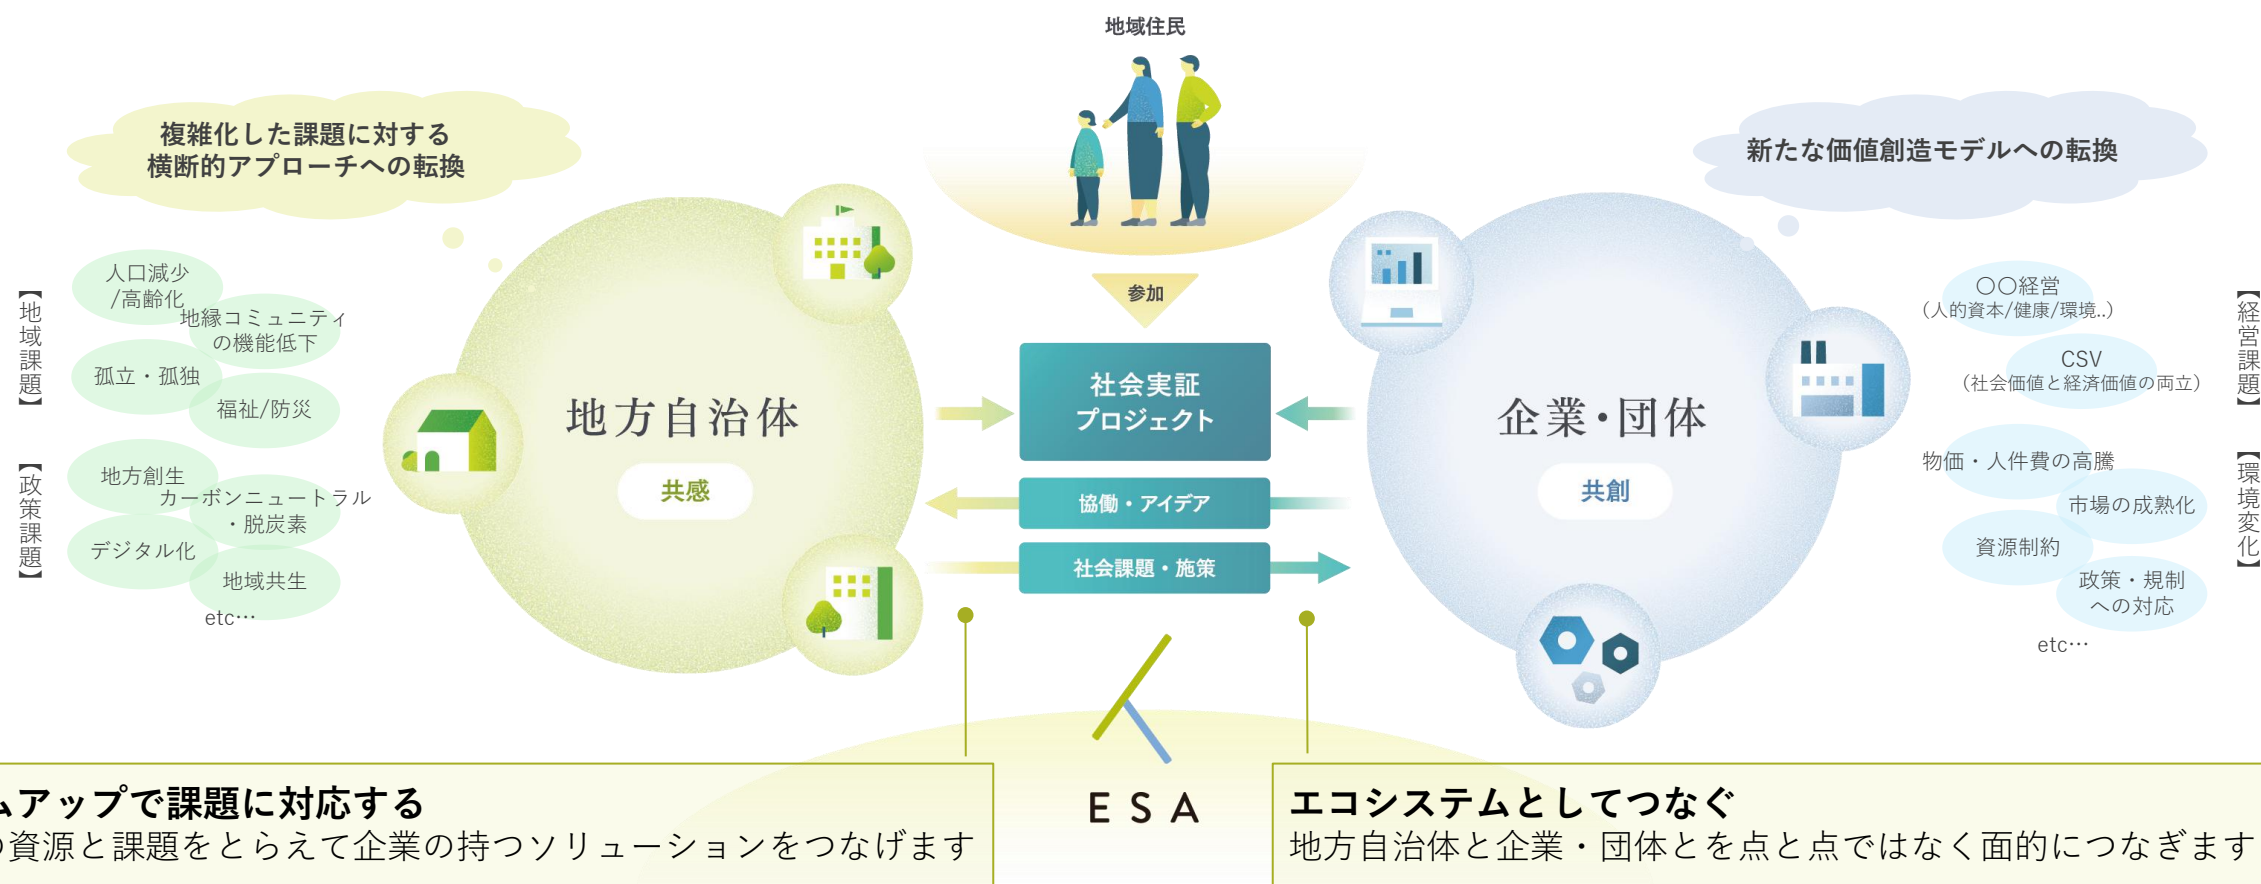 地域住民
複雑化した課題に対する
横断的アプローチへの転換
新たな価値創造モデルへの転換
【地域課題】
人口減少
/高齢化
地縁コミュニティ
の機能低下
孤立・孤独
福祉/防災
【政策課題】
地方創生
カーボンニュートラル
・脱炭素
デジタル化
地域共生
etc…
地方自治体
共感
参加
社会実証
プロジェクト
協働・アイデア
社会課題・施策
企業・団体
共創
【経営課題】
〇〇経営
(人的資本/健康/環境..)
CSV
(社会価値と経済価値の両立)
【環境変化】
物価・人件費の高騰
市場の成熟化
資源制約
政策・規制
への対応
etc…
ムアップで課題に対応する
の資源と課題をとらえて企業の持つソリューションをつなげます
ESA
エコシステムとしてつなぐ
地方自治体と企業・団体とを点と点ではなく面的につなぎます